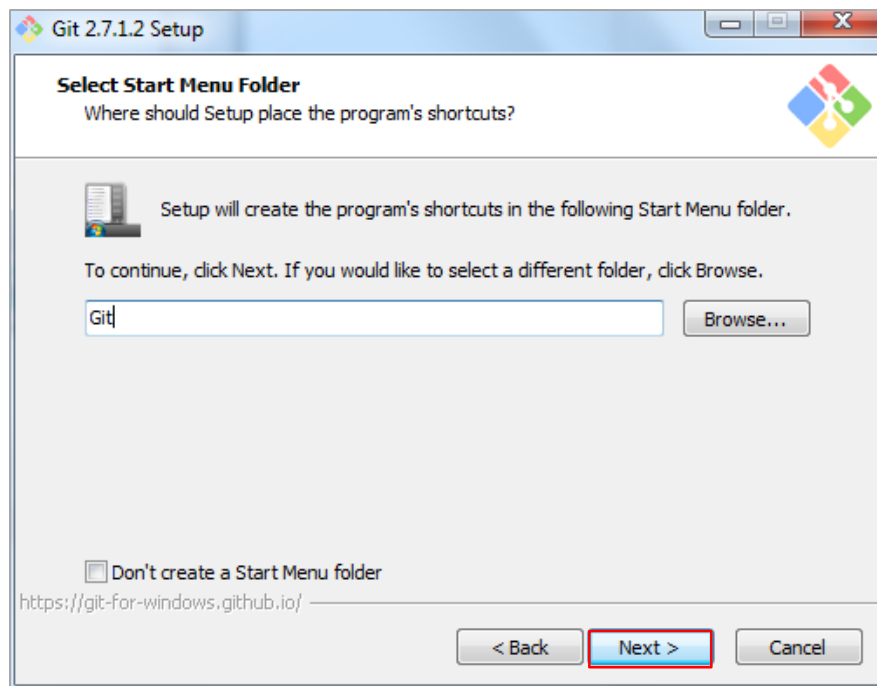 Git 2.7.1.2 Setup
Select Start Menu Folder
Where should Setup place the program's shortcuts?
Setup will create the program's shortcuts in the following Start Menu folder.
To continue, click Next. If you would like to select a different folder, click Browse.
Git
Browse...
Don't create a Start Menu folder
https://git-for-windows.github.io/
< Back
Next >
Cancel